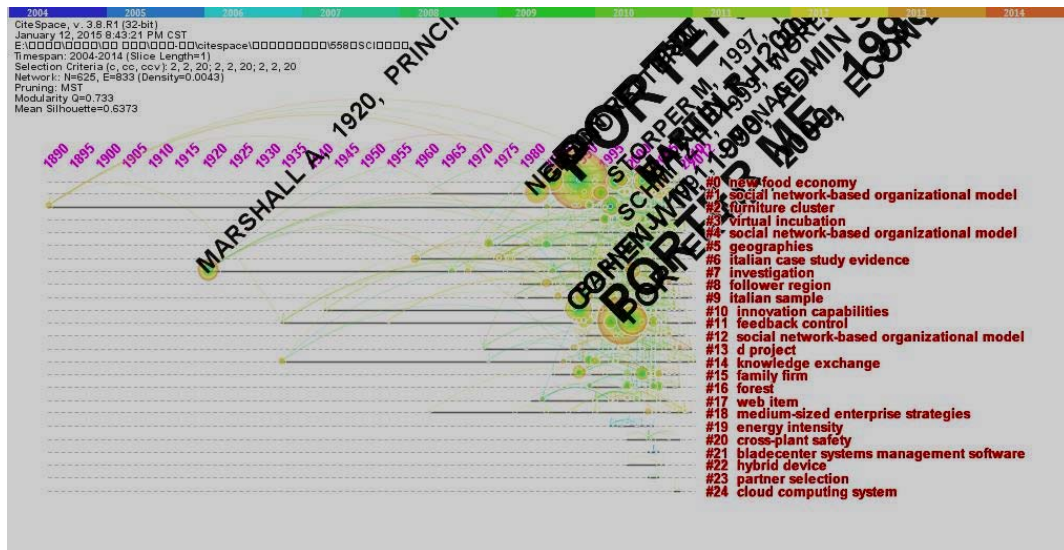 2004 2005 2006 2007 2008 2009 2010 2011 2012 2013 2014
CiteSpace, v. 3.8.R1 (32-bit)
January 12, 2015 8:43:21 PM CST
Timespan: 2004-2014 (Slice Length=1)
Selection Criteria (c, cc, ccv): 2, 2, 20; 2, 2, 20; 2, 2, 20
Network: N=625, E=833 (Density=0.0043)
Pruning: MST
Modularity Q=0.733
Mean Silhouette=0.6373
1890 1895 1900 1905 1910 1915 1920 1925 1930 1935 1940 1945 1950 1955 1960 1965 1970 1975 1980 1995
MARSHALL A, 1920, PRINCIP
STORPER M, 1997,
PORTER ME,
#0 new food economy
#1 social network-based organizational model
#2 furniture cluster
#3 virtual incubation
#4 social network-based organizational model
#5 geographies
#6 italian case study evidence
#7 investigation
#8 follower region
#9 italian sample
#10 innovation capabilities
#11 feedback control
#12 social network-based organizational model
#13 d project
#14 knowledge exchange
#15 family firm
#16 forest
#17 web item
#18 medium-sized enterprise strategies
#19 energy intensity
#20 cross-plant safety
#21 bladecenter systems management software
#22 hybrid device
#23 partner selection
#24 cloud computing system